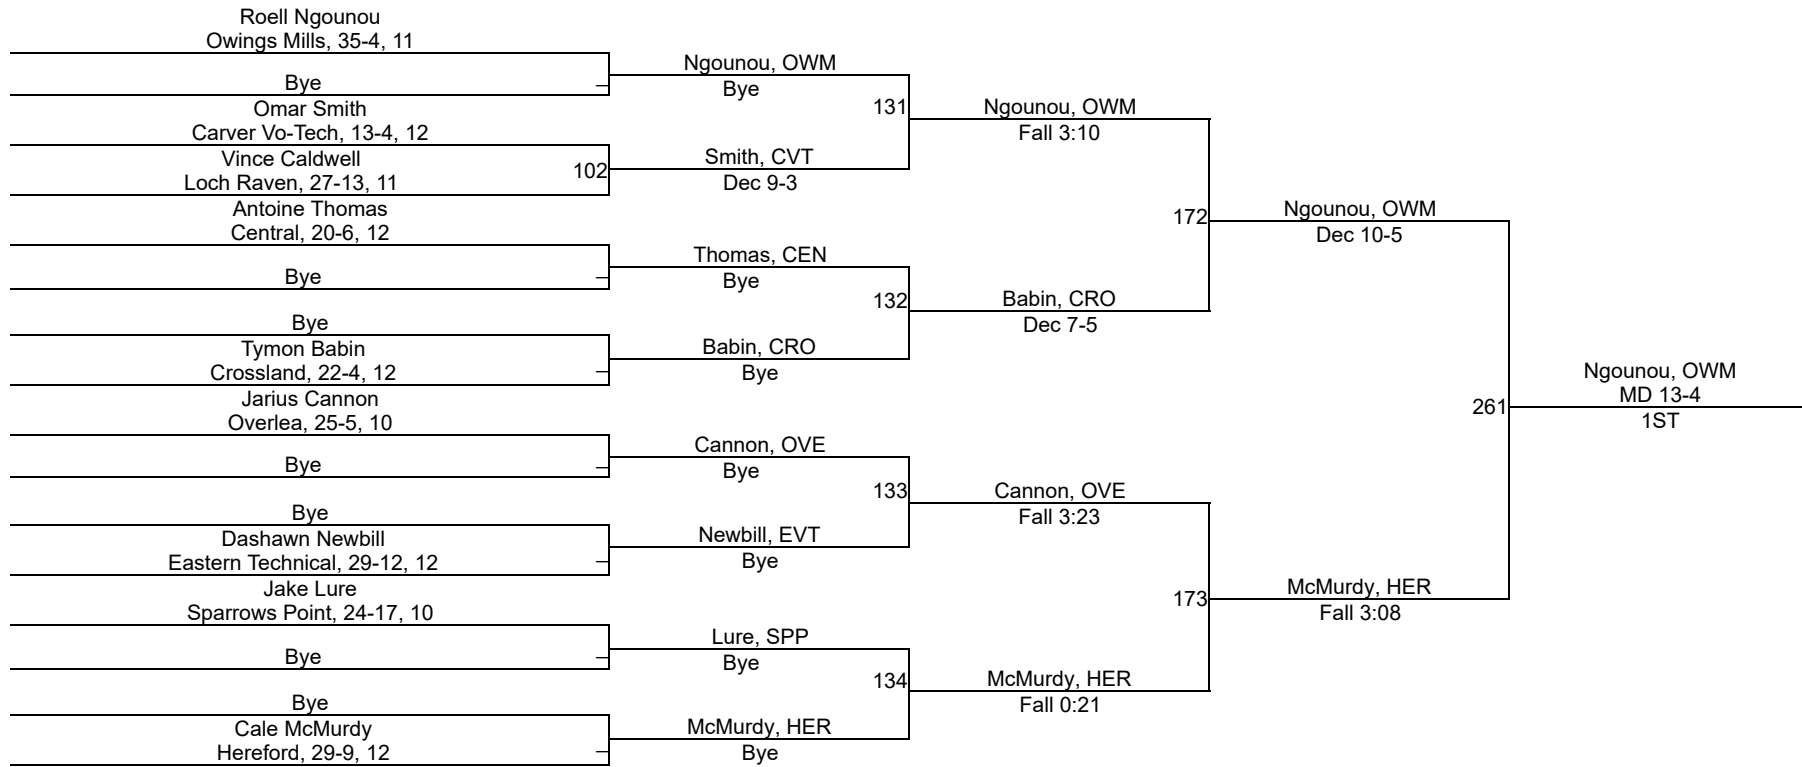 Roell Ngounou
Owings Mills, 35-4, 11
Bye
Omar Smith
Carver Vo-Tech, 13-4, 12
Vince Caldwell
Loch Raven, 27-13, 11
Antoine Thomas
Central, 20-6, 12
Bye
Bye
Tymon Babin
Crossland, 22-4, 12
Jarius Cannon
Overlea, 25-5, 10
Bye
Bye
Dashawn Newbill
Eastern Technical, 29-12, 12
Jake Lure
Sparrows Point, 24-17, 10
Bye
Bye
Cale McMurdy
Hereford, 29-9, 12
102
Ngounou, OWM
Bye
Smith, CVT
Dec 9-3
Thomas, CEN
Bye
Babin, CRO
Bye
Cannon, OVE
Bye
Newbill, EVT
Bye
Lure, SPP
Bye
McMurdy, HER
Bye
131
132
133
134
Ngounou, OWM
Fall 3:10
Babin, CRO
Dec 7-5
Cannon, OVE
Fall 3:23
McMurdy, HER
Fall 0:21
172
173
Ngounou, OWM
Dec 10-5
McMurdy, HER
Fall 3:08
261
Ngounou, OWM
MD 13-4
1ST